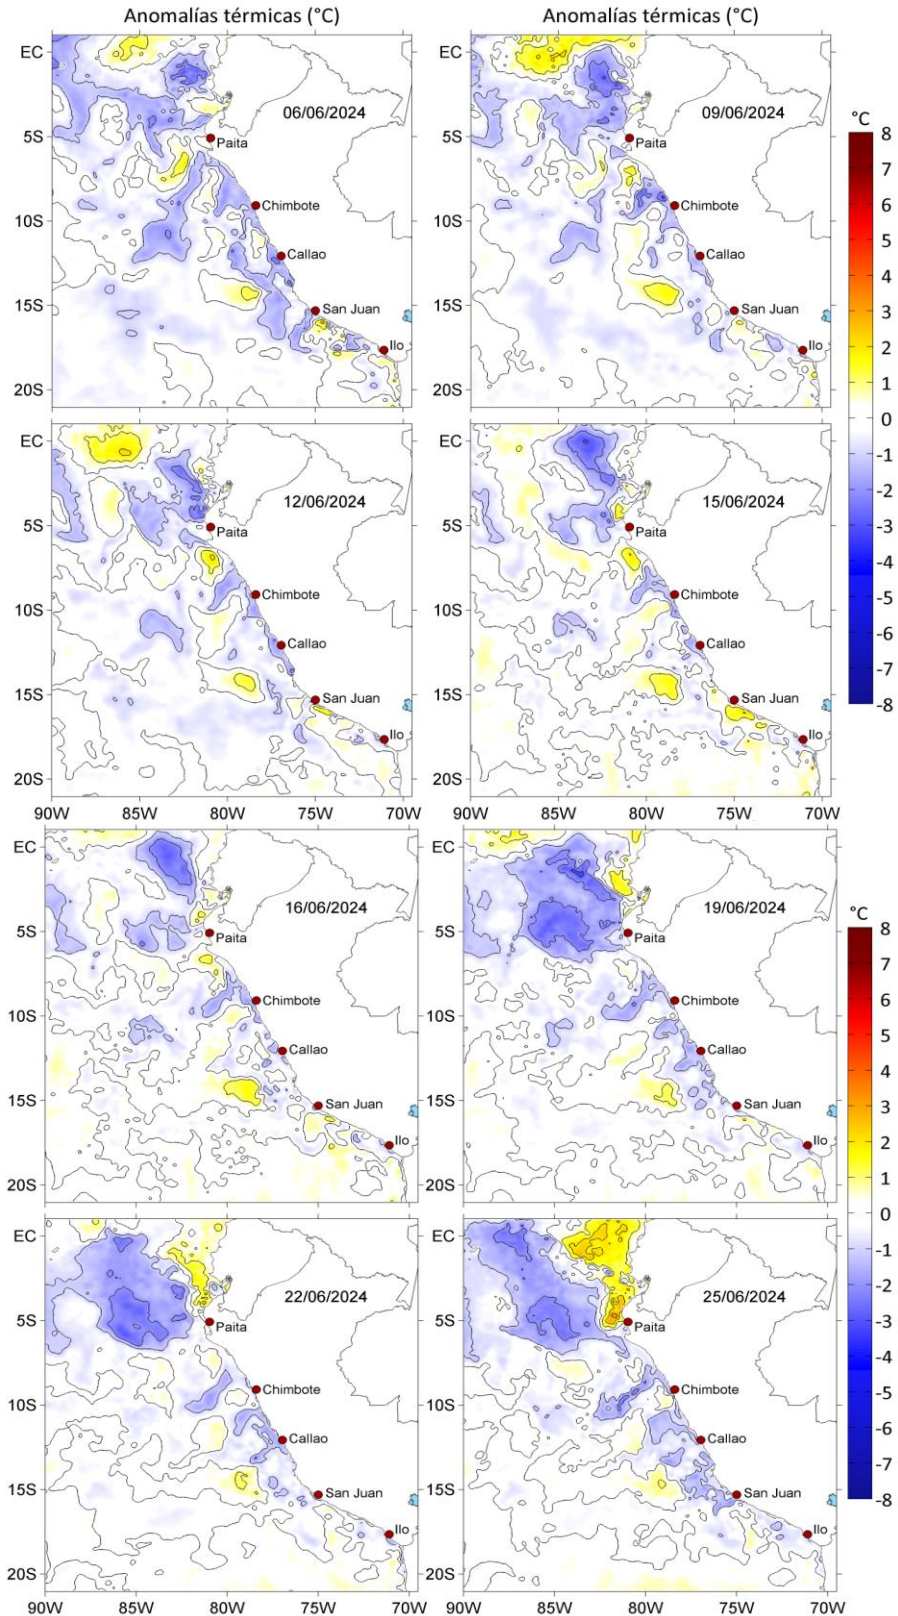 Anomalías térmicas (°C) Anomalías térmicas (°C)
EC
5S
10S
15S
20S
06/06/2024
Paita
Chimbote
Callao
San Juan
Ilo
EC
5S
10S
15S
20S
09/06/2024
Paita
Chimbote
Callao
San Juan
Ilo
°C
8
7
6
5
4
3
2
1
0
-1
-2
-3
-4
-5
-6
-7
-8
EC
5S
10S
15S
20S
12/06/2024
Paita
Chimbote
Callao
San Juan
Ilo
90W 85W 80W 75W 70W
EC
5S
10S
15S
20S
15/06/2024
Paita
Chimbote
Callao
San Juan
Ilo
90W 85W 80W 75W 70W
EC
5S
10S
15S
20S
16/06/2024
Paita
Chimbote
Callao
San Juan
Ilo
EC
5S
10S
15S
20S
19/06/2024
Paita
Chimbote
Callao
San Juan
Ilo
°C
8
7
6
5
4
3
2
1
0
-1
-2
-3
-4
-5
-6
-7
-8
EC
5S
10S
15S
20S
22/06/2024
Paita
Chimbote
Callao
San Juan
Ilo
90W 85W 80W 75W 70W
EC
5S
10S
15S
20S
25/06/2024
Paita
Chimbote
Callao
San Juan
Ilo
90W 85W 80W 75W 70W